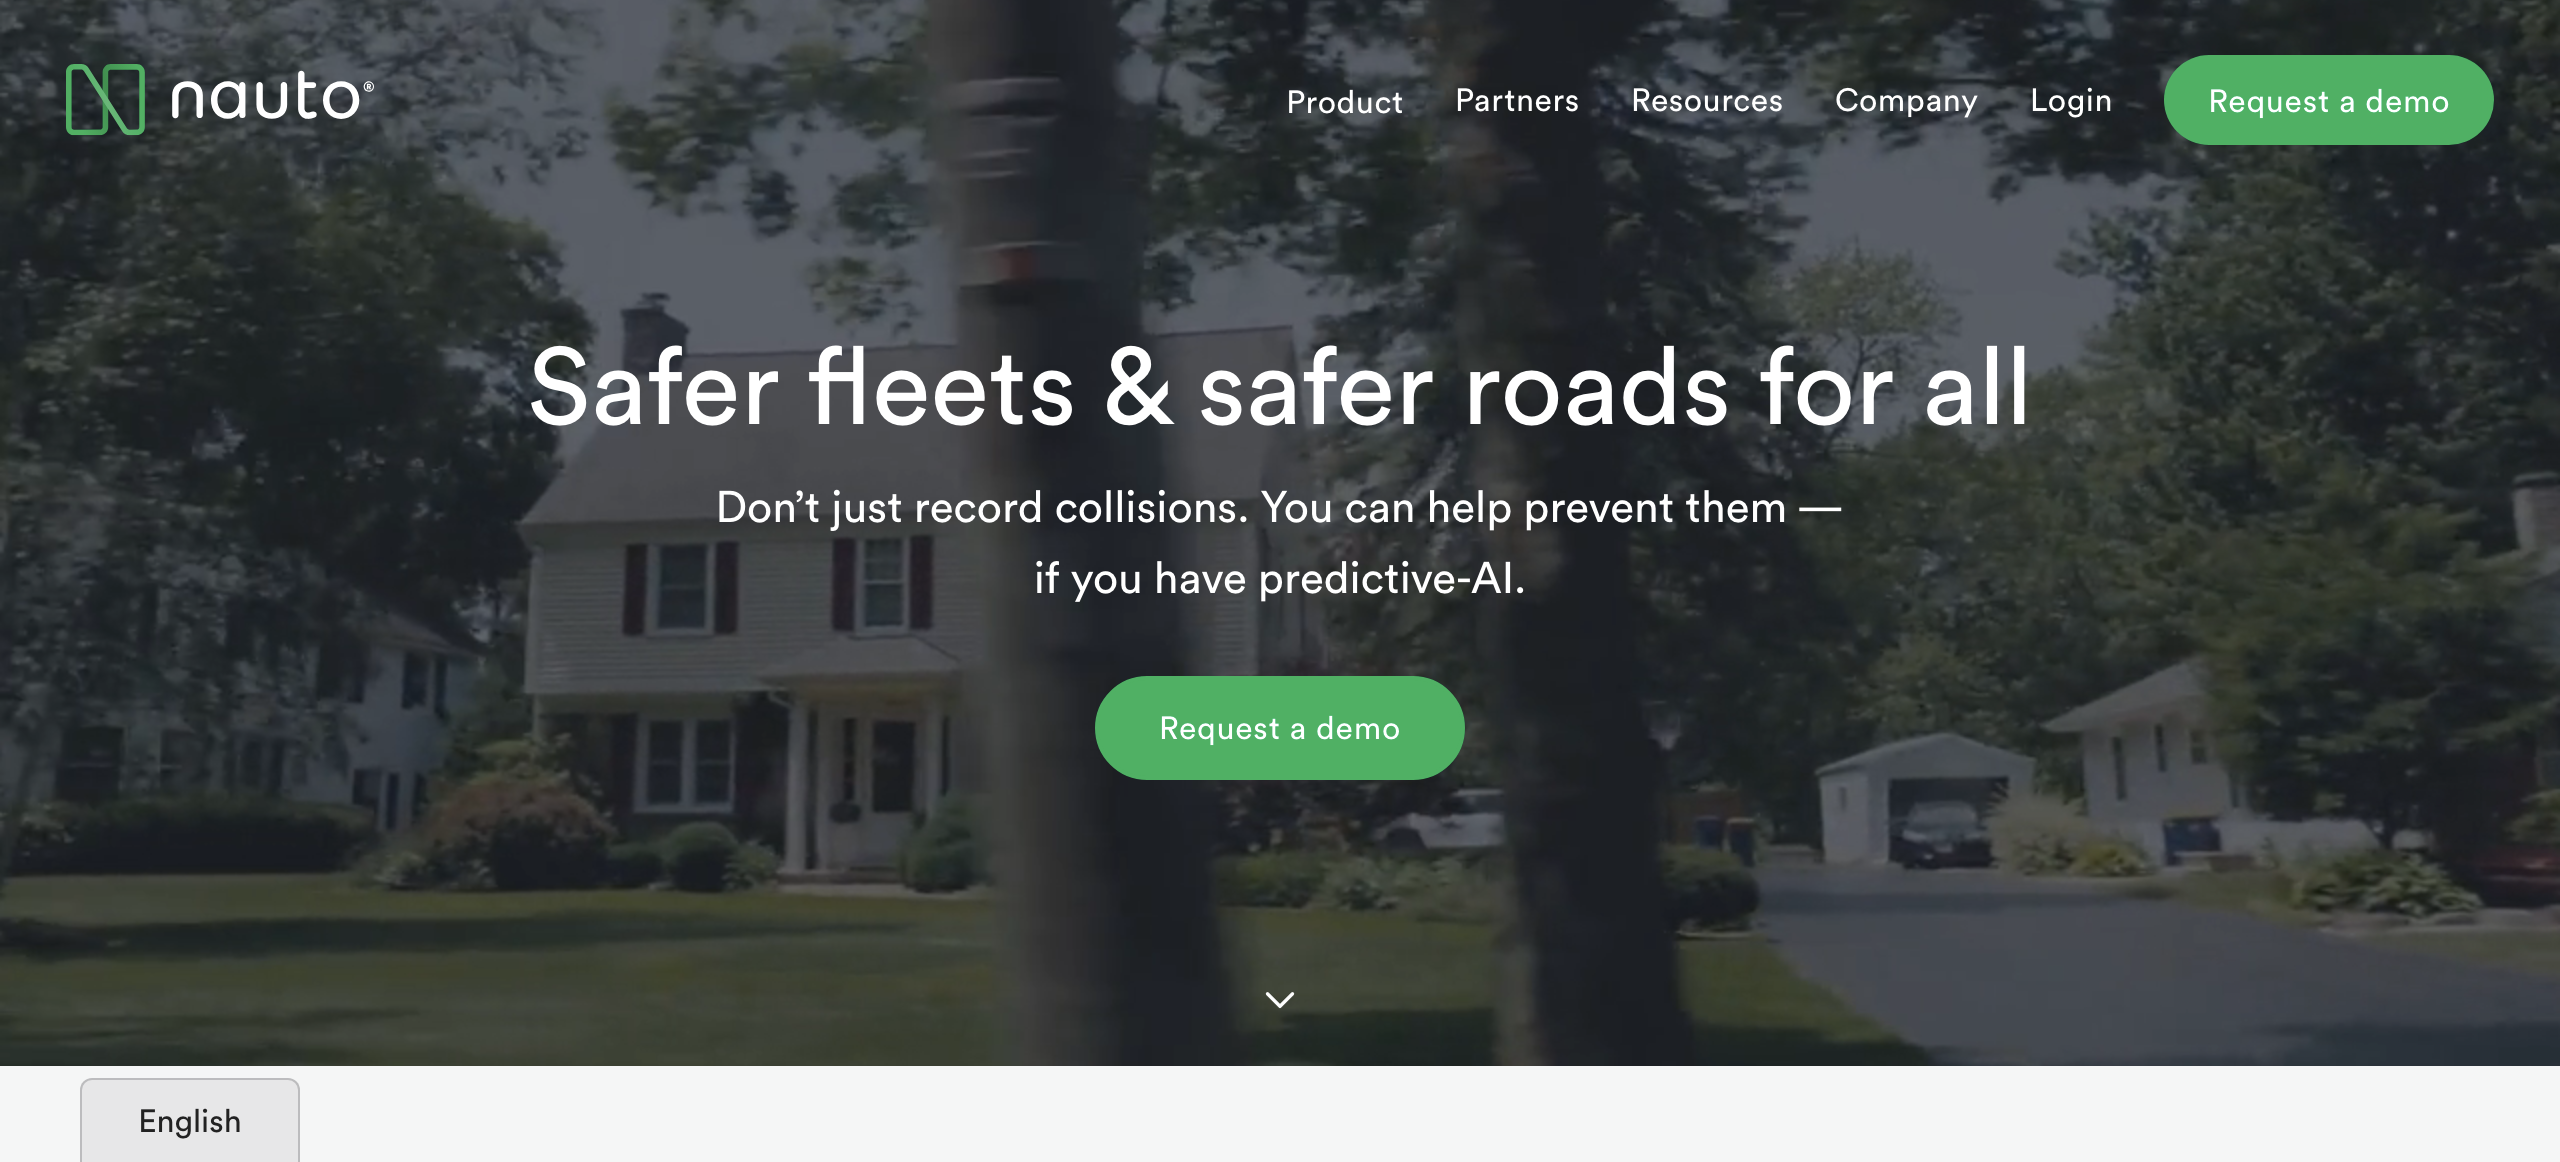 nauto®
Product Partners Resources Company Login Request a demo
Safer fleets & safer roads for all
Don’t just record collisions. You can help prevent them —
if you have predictive-AI.
Request a demo
English